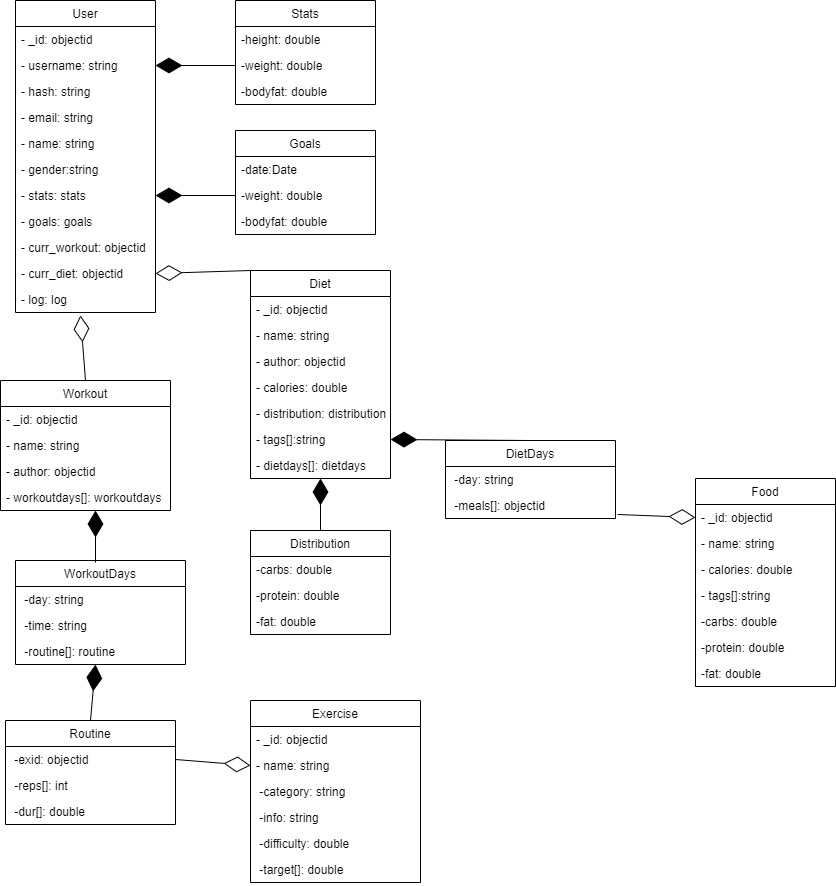 User
- _id: objectid
- username: string
- hash: string
- email: string
- name: string
- gender:string
- stats: stats
- goals: goals
- curr_workout: objectid
- curr_diet: objectid
- log: log
Stats
-height: double
-weight: double
-bodyfat: double
Goals
-date:Date
-weight: double
-bodyfat: double
Diet
- _id: objectid
- name: string
- author: objectid
- calories: double
- distribution: distribution
- tags[]:string
- dietdays[]: dietdays
Workout
- _id: objectid
- name: string
- author: objectid
- workoutdays[]: workoutdays
DietDays
-day: string
-meals[]: objectid
Food
- _id: objectid
- name: string
- calories: double
- tags[]:string
-carbs: double
-protein: double
-fat: double
Distribution
-carbs: double
-protein: double
-fat: double
WorkoutDays
-day: string
-time: string
-routine[]: routine
Routine
-exid: objectid
-reps[]: int
-dur[]: double
Exercise
- _id: objectid
- name: string
-category: string
-info: string
-difficulty: double
-target[]: double